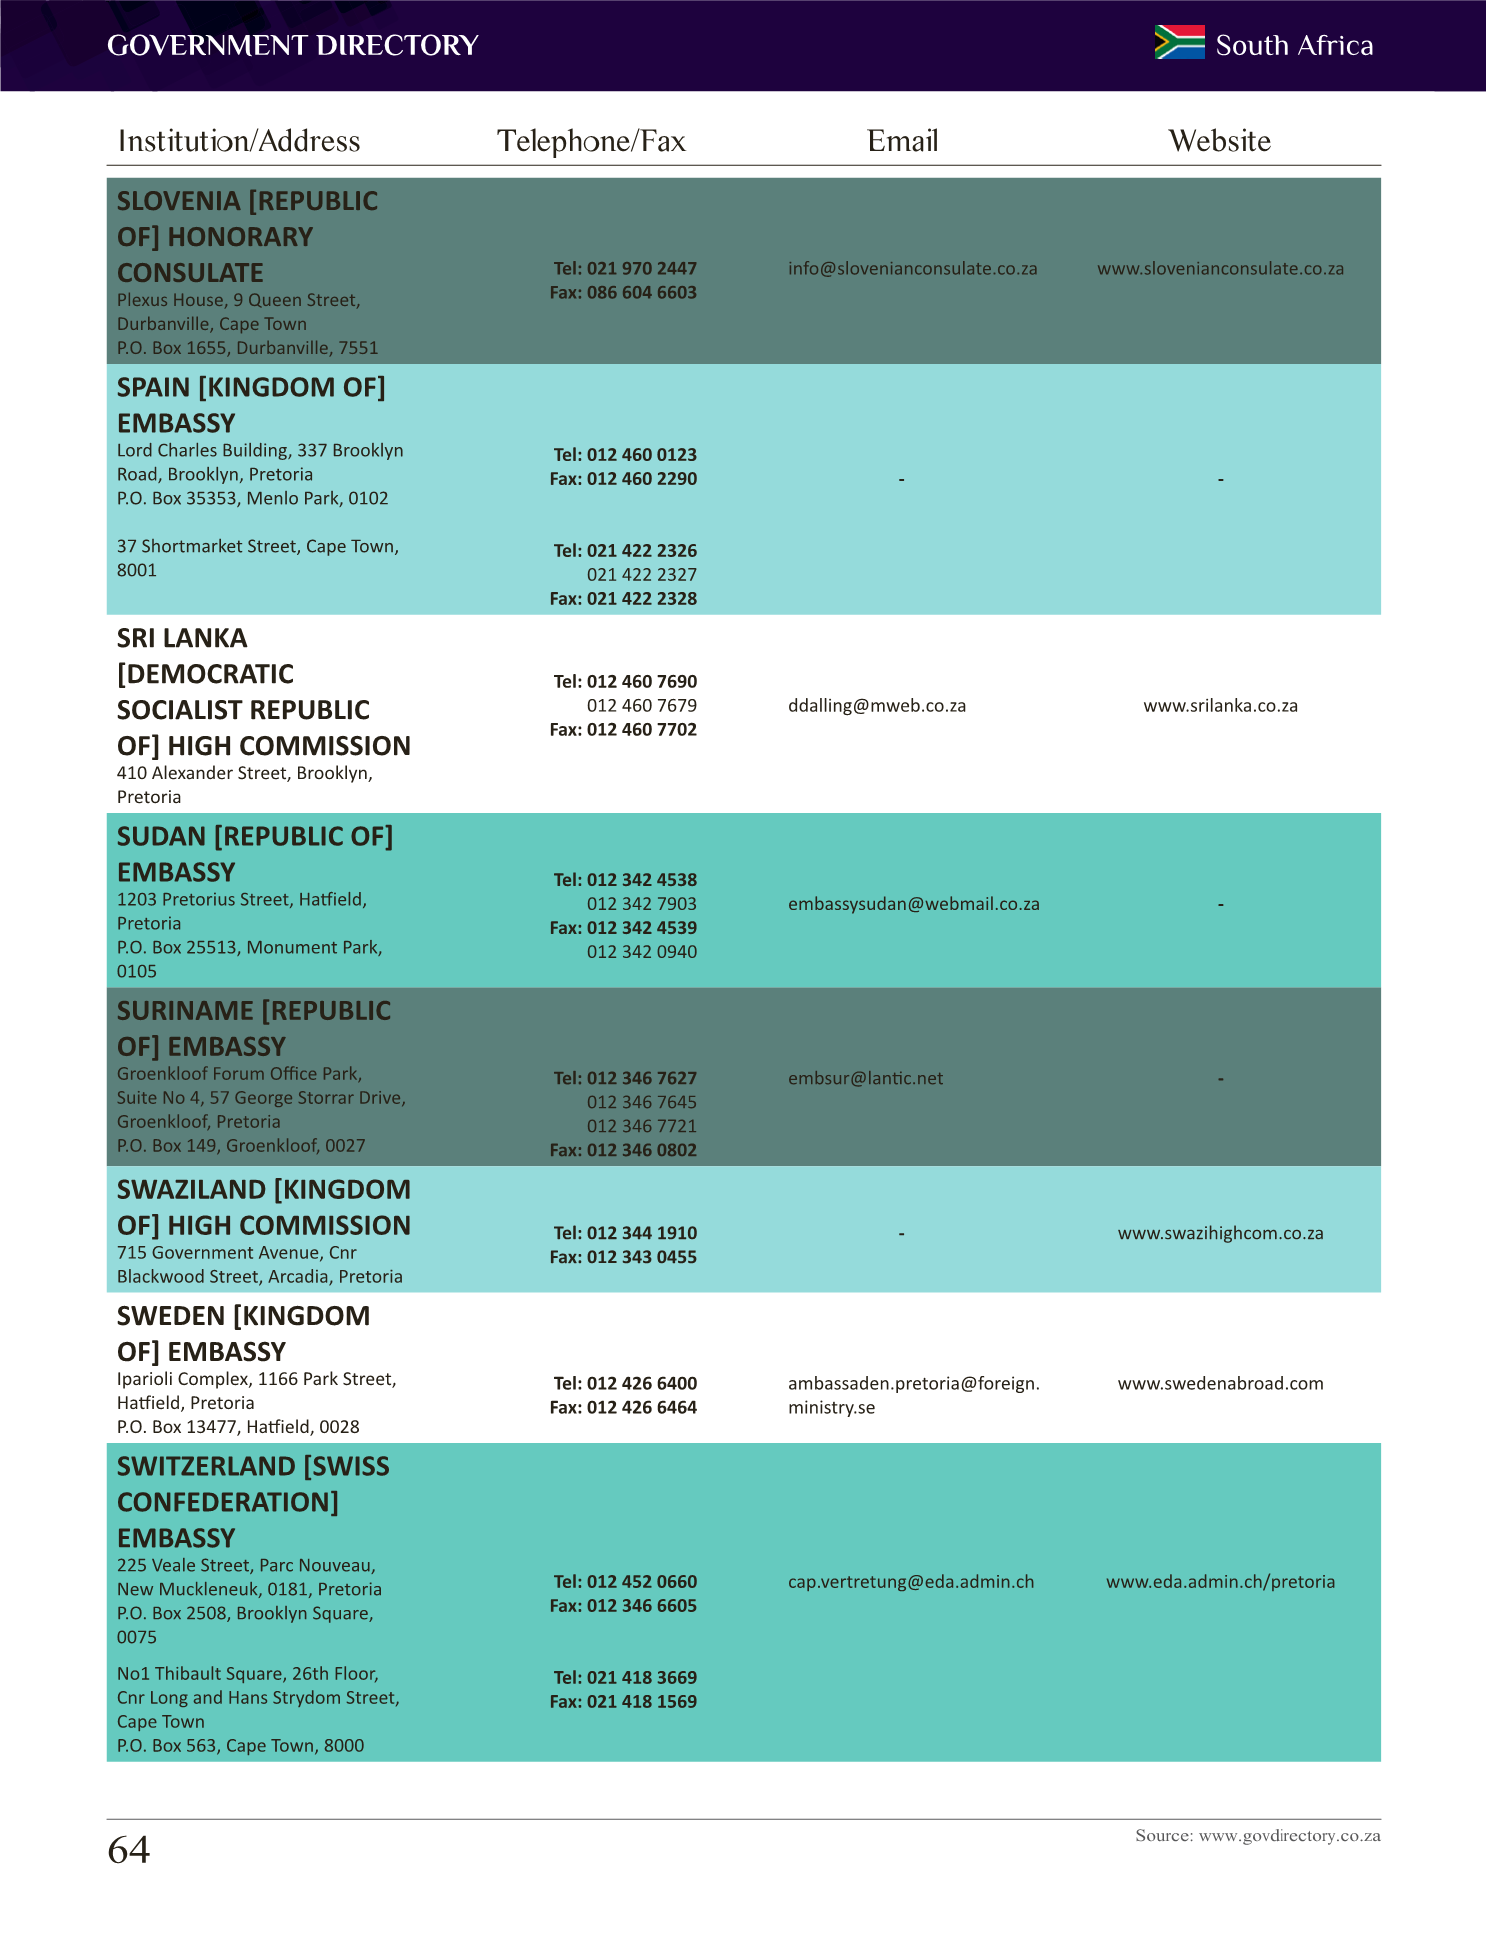 GOVERNMENT DIRECTORY
South Africa
Institution/Address
Telephone/Fax
Email
Website
SLOVENIA [REPUBLIC
OF] HONORARY
CONSULATE
Plexus House, 9 Queen Street,
Durbanville, Cape Town
P.O. Box 1655, Durbanville, 7551
Tel: 021 970 2447
Fax: 086 604 6603
info@slovenianconsulate.co.za
www.slovenianconsulate.co.za
SPAIN [KINGDOM OF]
EMBASSY
Lord Charles Building, 337 Brooklyn
Road, Brooklyn, Pretoria
P.O. Box 35353, Menlo Park, 0102
Tel: 012 460 0123
Fax: 012 460 2290
-
-
37 Shortmarket Street, Cape Town,
8001
Tel: 021 422 2326
021 422 2327
Fax: 021 422 2328
SRI LANKA
[DEMOCRATIC
SOCIALIST REPUBLIC
OF] HIGH COMMISSION
410 Alexander Street, Brooklyn,
Pretoria
Tel: 012 460 7690
012 460 7679
Fax: 012 460 7702
ddalling@mweb.co.za
www.srilanka.co.za
SUDAN [REPUBLIC OF]
EMBASSY
1203 Pretorius Street, Hatfield,
Pretoria
P.O. Box 25513, Monument Park,
0105
Tel: 012 342 4538
012 342 7903
Fax: 012 342 4539
012 342 0940
embassysudan@webmail.co.za
-
SURINAME [REPUBLIC
OF] EMBASSY
Groenkloof Forum Office Park,
Suite No 4, 57 George Storrar Drive,
Groenkloof, Pretoria
P.O. Box 149, Groenkloof, 0027
Tel: 012 346 7627
012 346 7645
012 346 7721
Fax: 012 346 0802
embsur@lantic.net
-
SWAZILAND [KINGDOM
OF] HIGH COMMISSION
715 Government Avenue, Cnr
Blackwood Street, Arcadia, Pretoria
Tel: 012 344 1910
Fax: 012 343 0455
-
www.swazihighcom.co.za
SWEDEN [KINGDOM
OF] EMBASSY
Iparioli Complex, 1166 Park Street,
Hatfield, Pretoria
P.O. Box 13477, Hatfield, 0028
Tel: 012 426 6400
Fax: 012 426 6464
ambassaden.pretoria@foreign.
ministry.se
www.swedenabroad.com
SWITZERLAND [SWISS
CONFEDERATION]
EMBASSY
225 Veale Street, Parc Nouveau,
New Muckleneuk, 0181, Pretoria
P.O. Box 2508, Brooklyn Square,
0075
Tel: 012 452 0660
Fax: 012 346 6605
cap.vertretung@eda.admin.ch
www.eda.admin.ch/pretoria
No1 Thibault Square, 26th Floor,
Cnr Long and Hans Strydom Street,
Cape Town
P.O. Box 563, Cape Town, 8000
Tel: 021 418 3669
Fax: 021 418 1569
64
Source: www.govdirectory.co.za